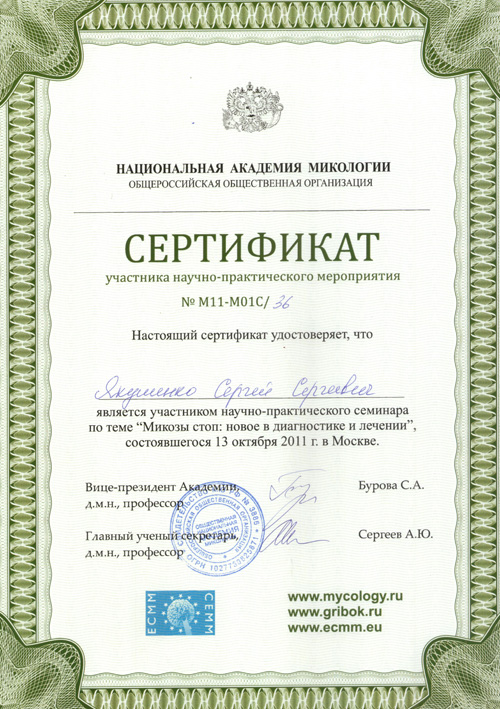 НАЦИОНАЛЬНАЯ АКАДЕМИЯ МИКОЛОГИИ
ОБЩЕРОССИЙСКАЯ ОБЩЕСТВЕННАЯ ОРГАНИЗАЦИЯ
СЕРТИФИКАТ
участника научно-практического мероприятия
№ М11-М01С/ 36
Настоящий сертификат удостоверяет, что
Якушенко Сергей Сергеевич
является участником научно-практического семинара
по теме “Микозы стоп: новое в диагностике и лечении”,
состоявшегося 13 октября 2011 г. в Москве.
Вице-президент Академии,
д.м.н., профессор
Бурова С.А.
Главный ученый секретарь,
д.м.н., профессор
Сергеев А.Ю.
ECMM
CEMM
www.mycology.ru
www.gribok.ru
www.ecmm.eu